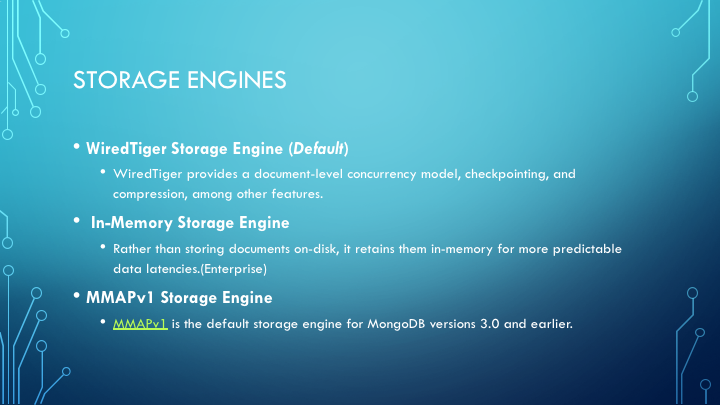 STORAGE ENGINES
• WiredTiger Storage Engine (Default)
• WiredTiger provides a document-level concurrency model, checkpointing, and
compression, among other features.
• In-Memory Storage Engine
• Rather than storing documents on-disk, it retains them in-memory for more predictable
data latencies.(Enterprise)
• MMAPv1 Storage Engine
• MMAPv1 is the default storage engine for MongoDB versions 3.0 and earlier.